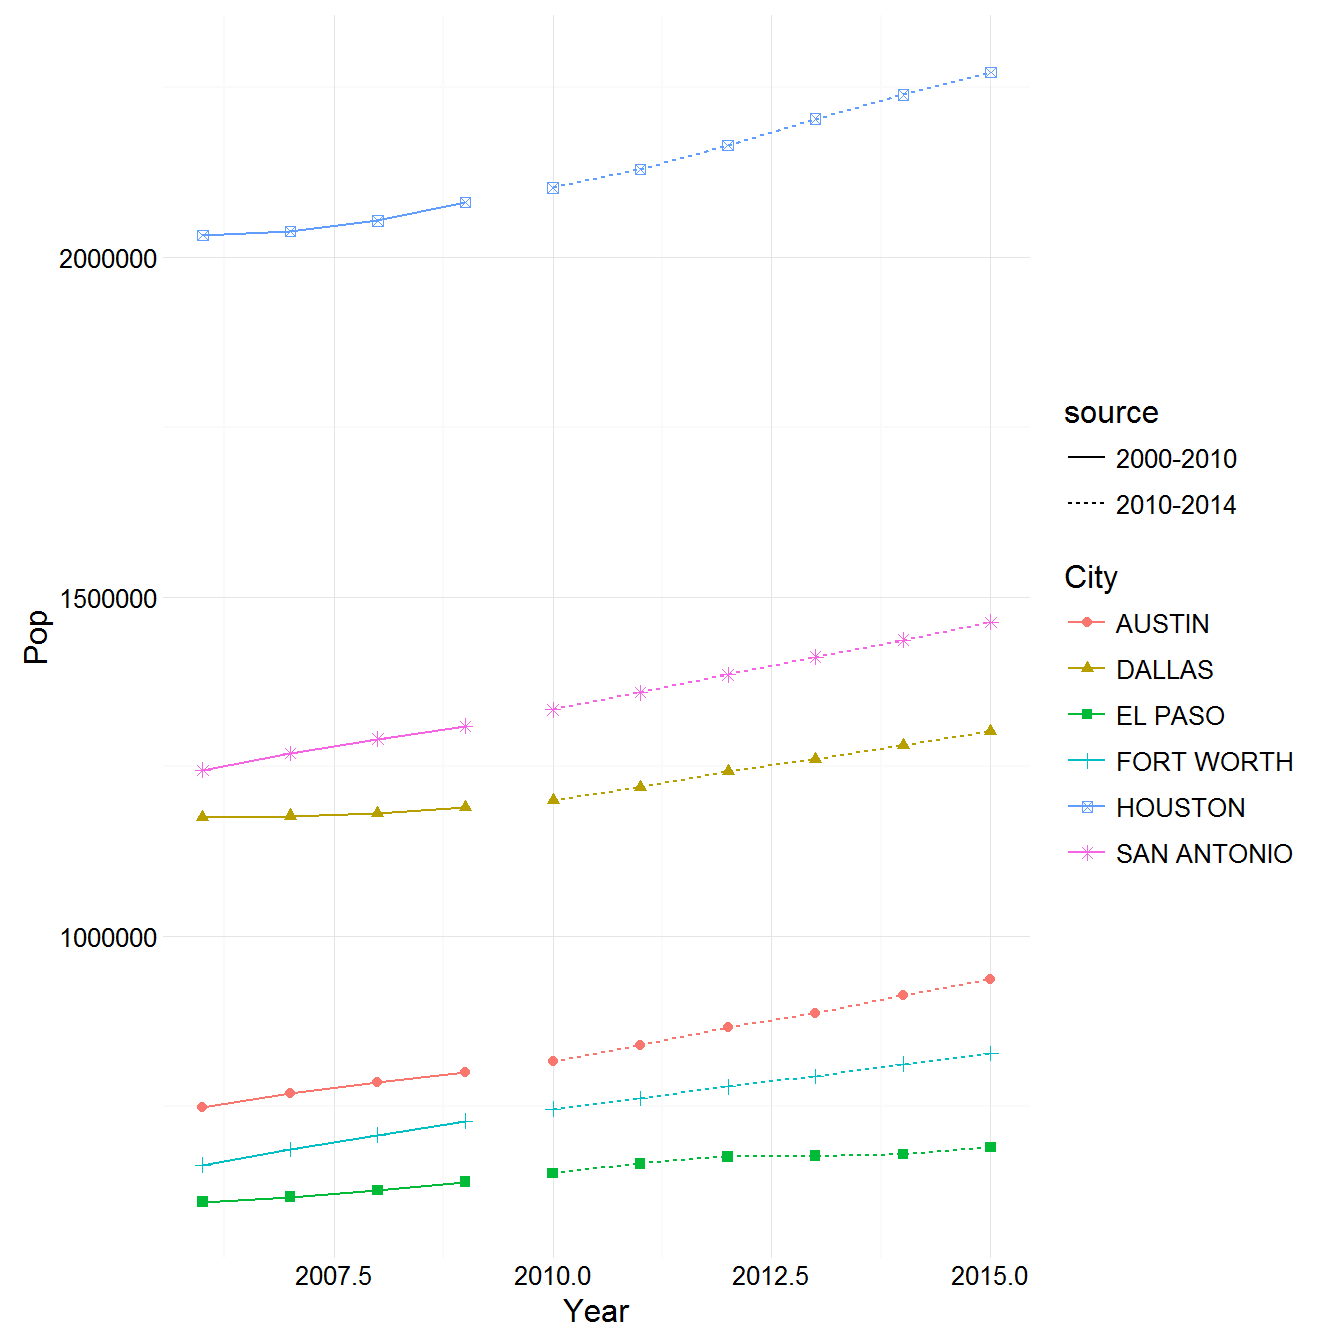 2000000
1500000
1000000
Pop
2007.5
2010.0
2012.5
2015.0
Year
source
2000-2010
2010-2014
City
AUSTIN
DALLAS
EL PASO
FORT WORTH
HOUSTON
SAN ANTONIO